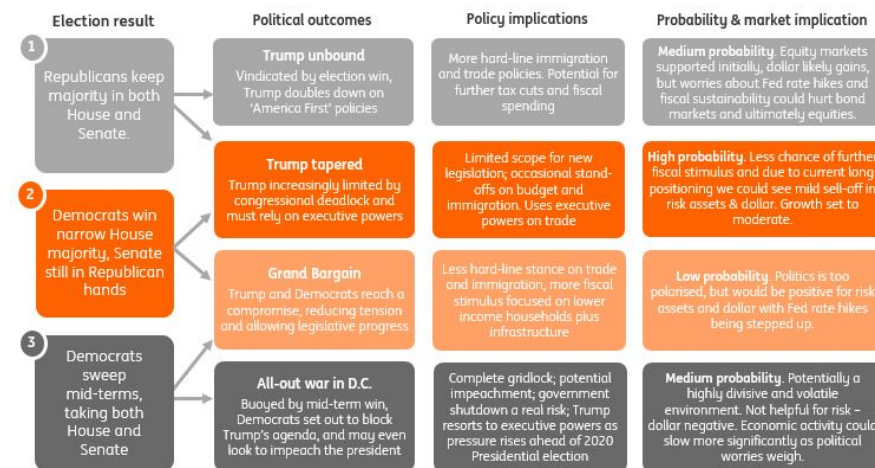 Election result
Political outcomes
Policy implications
Probability & market implication
1
Republicans keep
majority in both
House and
Senate.
Trump unbound
Vindicated by election win,
Trump doubles down on
'America First' policies
More hard-line immigration
and trade policies. Potential for
further tax cuts and fiscal
spending
Medium probability. Equity markets
supported initially, dollar likely gains,
but worries about Fed rate hikes and
fiscal sustainability could hurt bond
markets and ultimately equities.
2
Democrats win
narrow House
majority, Senate
still in Republican
hands
Trump tapered
Trump increasingly limited by
congressional deadlock and
must rely on executive powers
Limited scope for new
legislation; occasional stand-
offs on budget and
immigration. Uses executive
powers on trade
High probability. Less chance of further
fiscal stimulus and due to current long
positioning we could see mild sell-off in
risk assets & dollar. Growth set to
moderate.
Grand Bargain
Trump and Democrats reach a
compromise, reducing tension
and allowing legislative progress
Less hard-line stance on trade
and immigration, more fiscal
stimulus focused on lower
income households plus
infrastructure
Low probability. Politics is too
polarised, but would be positive for risk
assets and dollar with Fed rate hikes
being stepped up.
3
Democrats
sweep
mid-terms,
taking both
House and
Senate
All-out war in D.C.
Buoyed by mid-term win,
Democrats set out to block
Trump's agenda, and may even
look to impeach the president
Complete gridlock; potential
impeachment; government
shutdown a real risk; Trump
resorts to executive powers as
pressure rises ahead of 2020
Presidential election
Medium probability. Potentially a
highly divisive and volatile
environment. Not helpful for risk –
dollar negative. Economic activity could
slow more significantly as political
worries weigh.